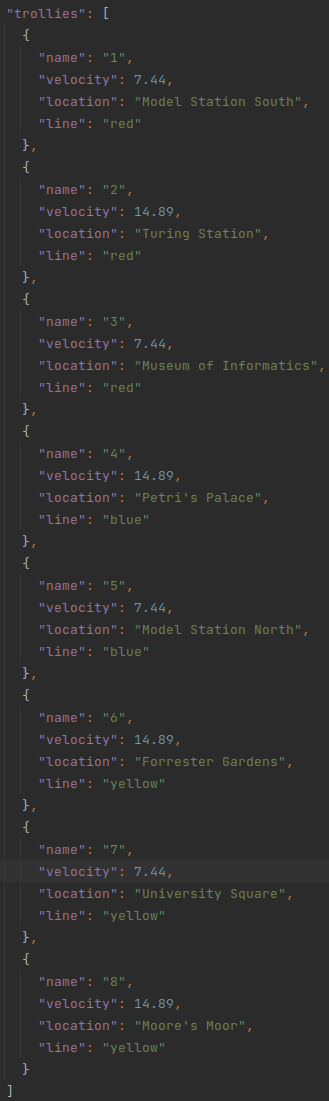 "trollies": [
{
"name": "1",
"velocity": 7.44,
"location": "Model Station South",
"line": "red"
},
{
"name": "2",
"velocity": 14.89,
"location": "Turing Station",
"line": "red"
},
{
"name": "3",
"velocity": 7.44,
"location": "Museum of Informatics",
"line": "red"
},
{
"name": "4",
"velocity": 14.89,
"location": "Petri's Palace",
"line": "blue"
},
{
"name": "5",
"velocity": 7.44,
"location": "Model Station North",
"line": "blue"
},
{
"name": "6",
"velocity": 14.89,
"location": "Forrester Gardens",
"line": "yellow"
},
{
"name": "7",
"velocity": 7.44,
"location": "University Square",
"line": "yellow"
},
{
"name": "8",
"velocity": 14.89,
"location": "Moore's Moor",
"line": "yellow"
}
]